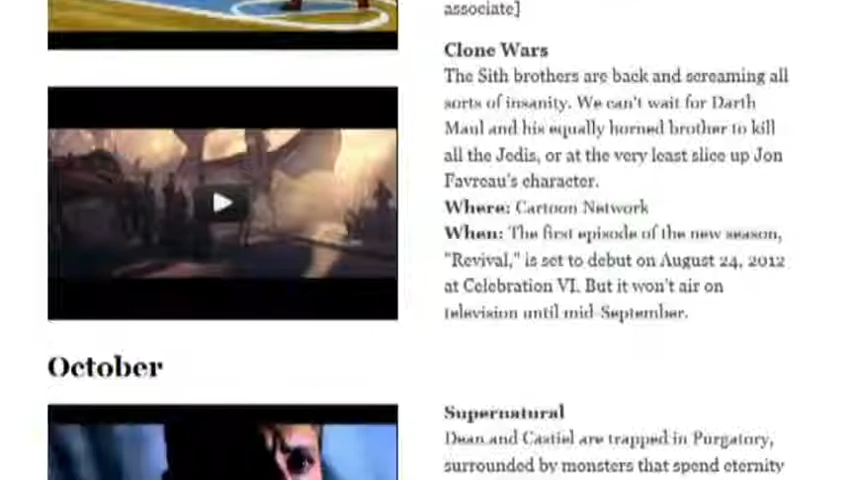 associate]
Clone Wars
The Sith brothers are back and screaming all
sorts of insanity. We can't wait for Darth
Maul and his equally horned brother to kill
all the Jedis, or at the very least slice up Jon
Favreau's character.
Where: Cartoon Network
When: The first episode of the new season,
"Revival," is set to debut on August 24, 2012
at Celebration VI. But it won't air on
television until mid-September.
October
Supernatural
Dean and Castiel are trapped in Purgatory,
surrounded by monsters that spend eternity